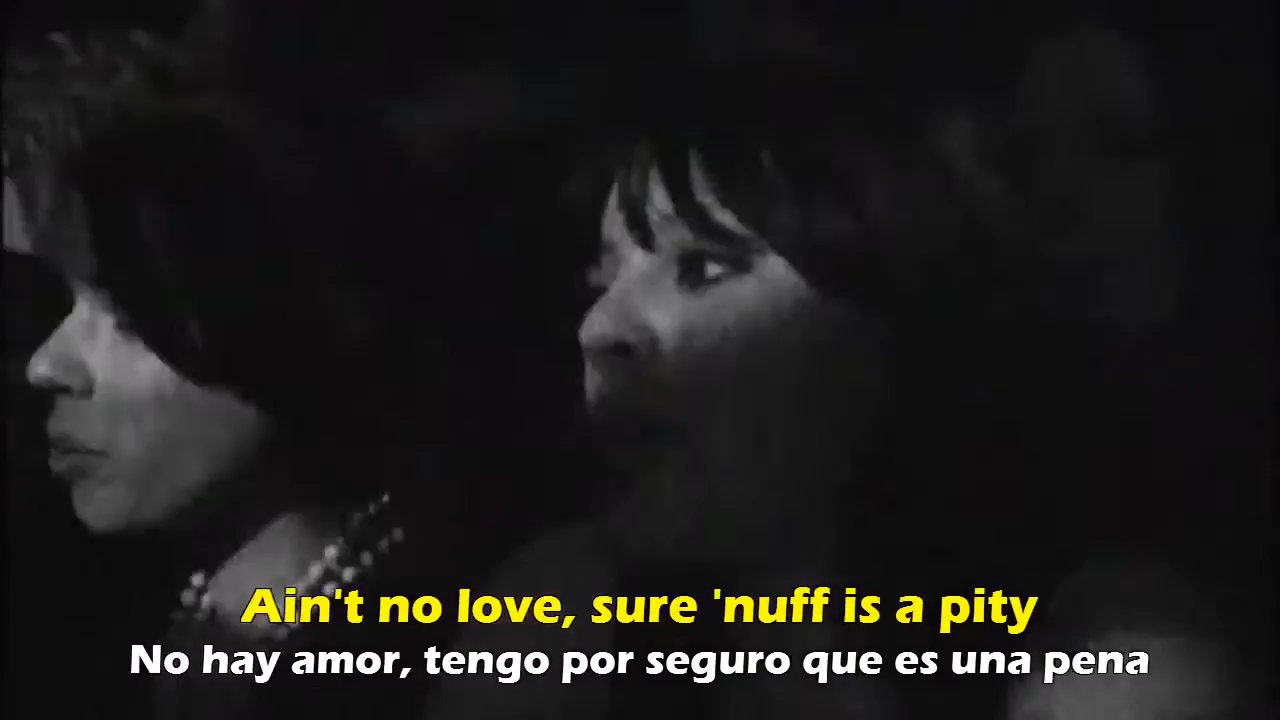 Ain't no love, sure 'nuff is a pity
No hay amor, tengo por seguro que es una pena